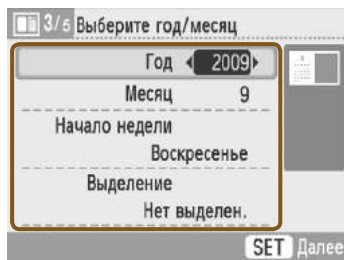 3/5 Выберите год/месяц
Год 2009
Месяц 9
Начало недели
Воскресенье
Выделение
Нет выделен.
SET Далее